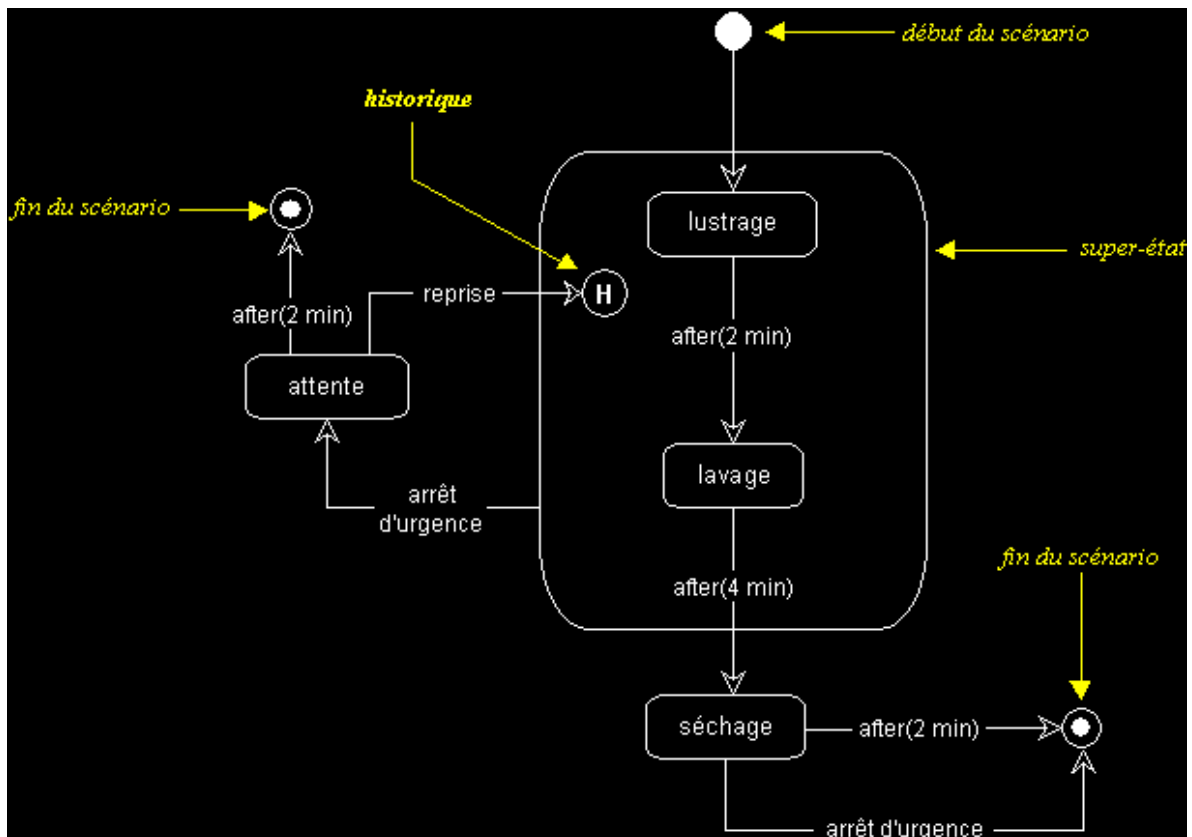 début du scénario
historique
fin du scénario
lustrage
super-état
H
reprise
after(2 min)
after(2 min)
attente
lavage
arrêt
d'urgence
fin du scénario
after(4 min)
séchage
after(2 min)
arrêt d'urgence